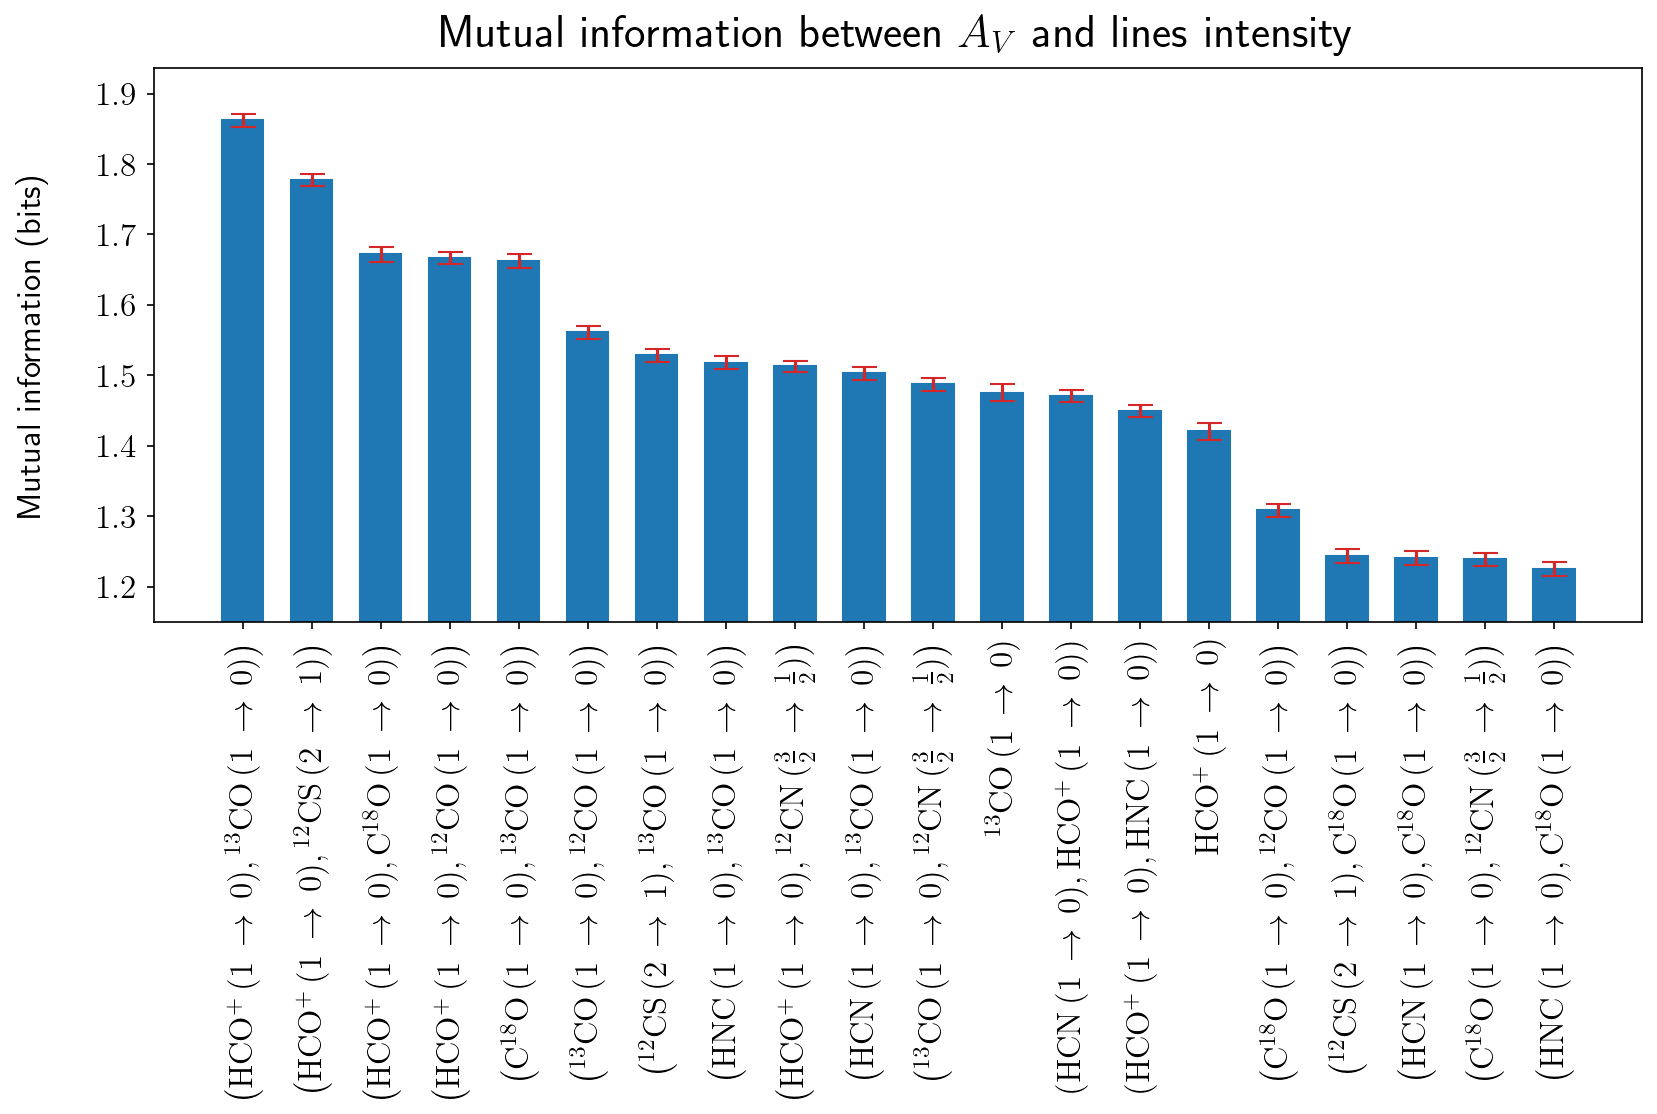 Mutual information between A_V and lines intensity
Mutual information (bits)
1.9
1.8
1.7
1.6
1.5
1.4
1.3
1.2
(HCO⁺ (1 → 0), ¹³CO (1 → 0))
(HCO⁺ (1 → 0), ¹²CS (2 → 1))
(HCO⁺ (1 → 0), C¹⁸O (1 → 0))
(HCO⁺ (1 → 0), ¹²CO (1 → 0))
(C¹⁸O (1 → 0), ¹³CO (1 → 0))
(¹³CO (1 → 0), ¹²CO (1 → 0))
(¹²CS (2 → 1), ¹³CO (1 → 0))
(HNC (1 → 0), ¹³CO (1 → 0))
(HCO⁺ (1 → 0), ¹²CN (3/2 → 1/2))
(HCN (1 → 0), ¹³CO (1 → 0))
(¹³CO (1 → 0), ¹²CN (3/2 → 1/2))
¹³CO (1 → 0)
(HCN (1 → 0), HCO⁺ (1 → 0))
(HCO⁺ (1 → 0), HNC (1 → 0))
HCO⁺ (1 → 0)
(C¹⁸O (1 → 0), ¹²CO (1 → 0))
(¹²CS (2 → 1), C¹⁸O (1 → 0))
(HCN (1 → 0), C¹⁸O (1 → 0))
(C¹⁸O (1 → 0), ¹²CN (3/2 → 1/2))
(HNC (1 → 0), C¹⁸O (1 → 0))